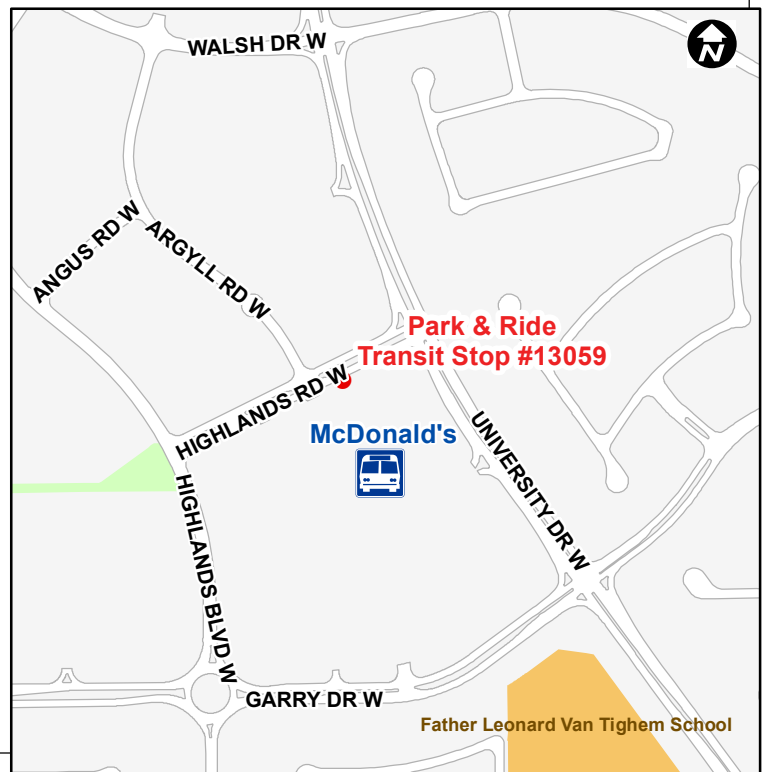 WALSH DR W
N
ANGUS RD W
ARGYLL RD W
Park & Ride
Transit Stop #13059
HIGHLANDS RD W
McDonald's
UNIVERSITY DR W
HIGHLANDS BLVD W
GARRY DR W
Father Leonard Van Tighem School